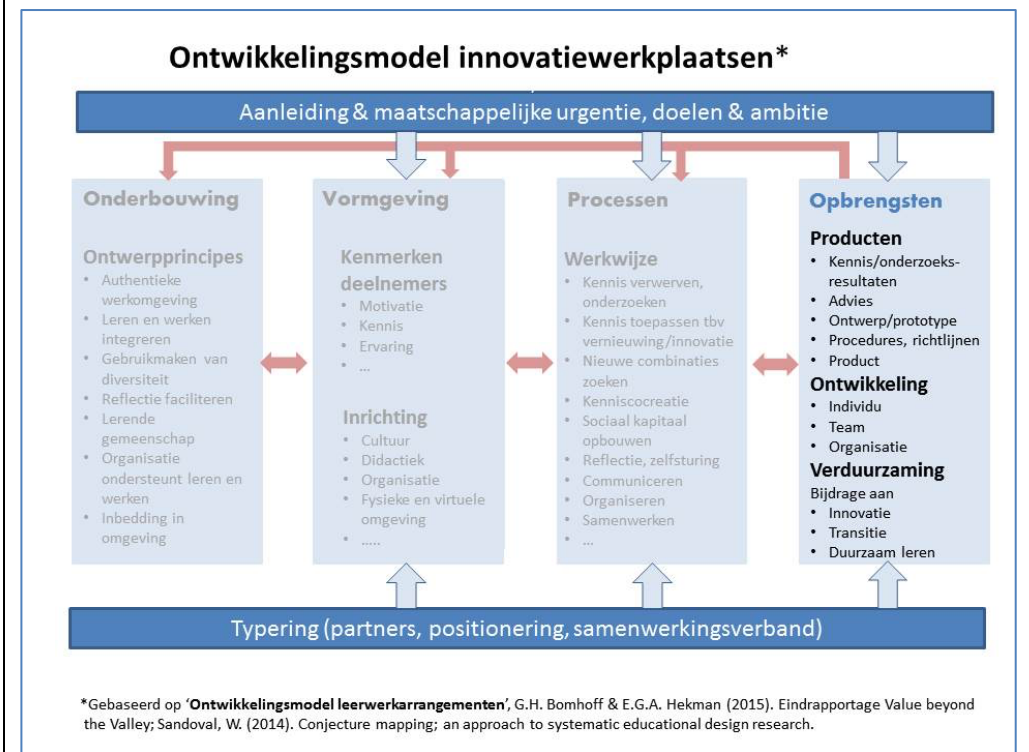 Ontwikkelingsmodel innovatiewerkplaatsen*
Aanleiding & maatschappelijke urgentie, doelen & ambitie
Onderbouwing
Ontwerpprincipes
• Authentieke
werkomgeving
• Leren en werken
integreren
• Gebruikmaken van
diversiteit
• Reflectie faciliteren
• Lerende
gemeenschap
• Organisatie
ondersteunt leren en
werken
• Inbedding in
omgeving
Vormgeving
Kenmerken
deelnemers
• Motivatie
• Kennis
• Ervaring
• ...
Inrichting
• Cultuur
• Didactiek
• Organisatie
• Fysieke en virtuele
omgeving
• .....
Processen
Werkwijze
• Kennis verwerven,
onderzoeken
• Kennis toepassen tbv
vernieuwing/innovatie
• Nieuwe combinaties
zoeken
• Kenniscocreatie
• Sociaal kapitaal
opbouwen
• Reflectie, zelfsturing
• Communiceren
• Organiseren
• Samenwerken
• ...
Opbrengsten
Producten
• Kennis/onderzoeks-
resultaten
• Advies
• Ontwerp/prototype
• Procedures, richtlijnen
• Product
Ontwikkeling
• Individu
• Team
• Organisatie
Verduurzaming
Bijdrage aan
• Innovatie
• Transitie
• Duurzaam leren
Typering (partners, positionering, samenwerkingsverband)
*Gebaseerd op ‘Ontwikkelingsmodel leerwerkarrangementen’, G.H. Bomhoff & E.G.A. Hekman (2015). Eindrapportage Value beyond
the Valley; Sandoval, W. (2014). Conjecture mapping; an approach to systematic educational design research.